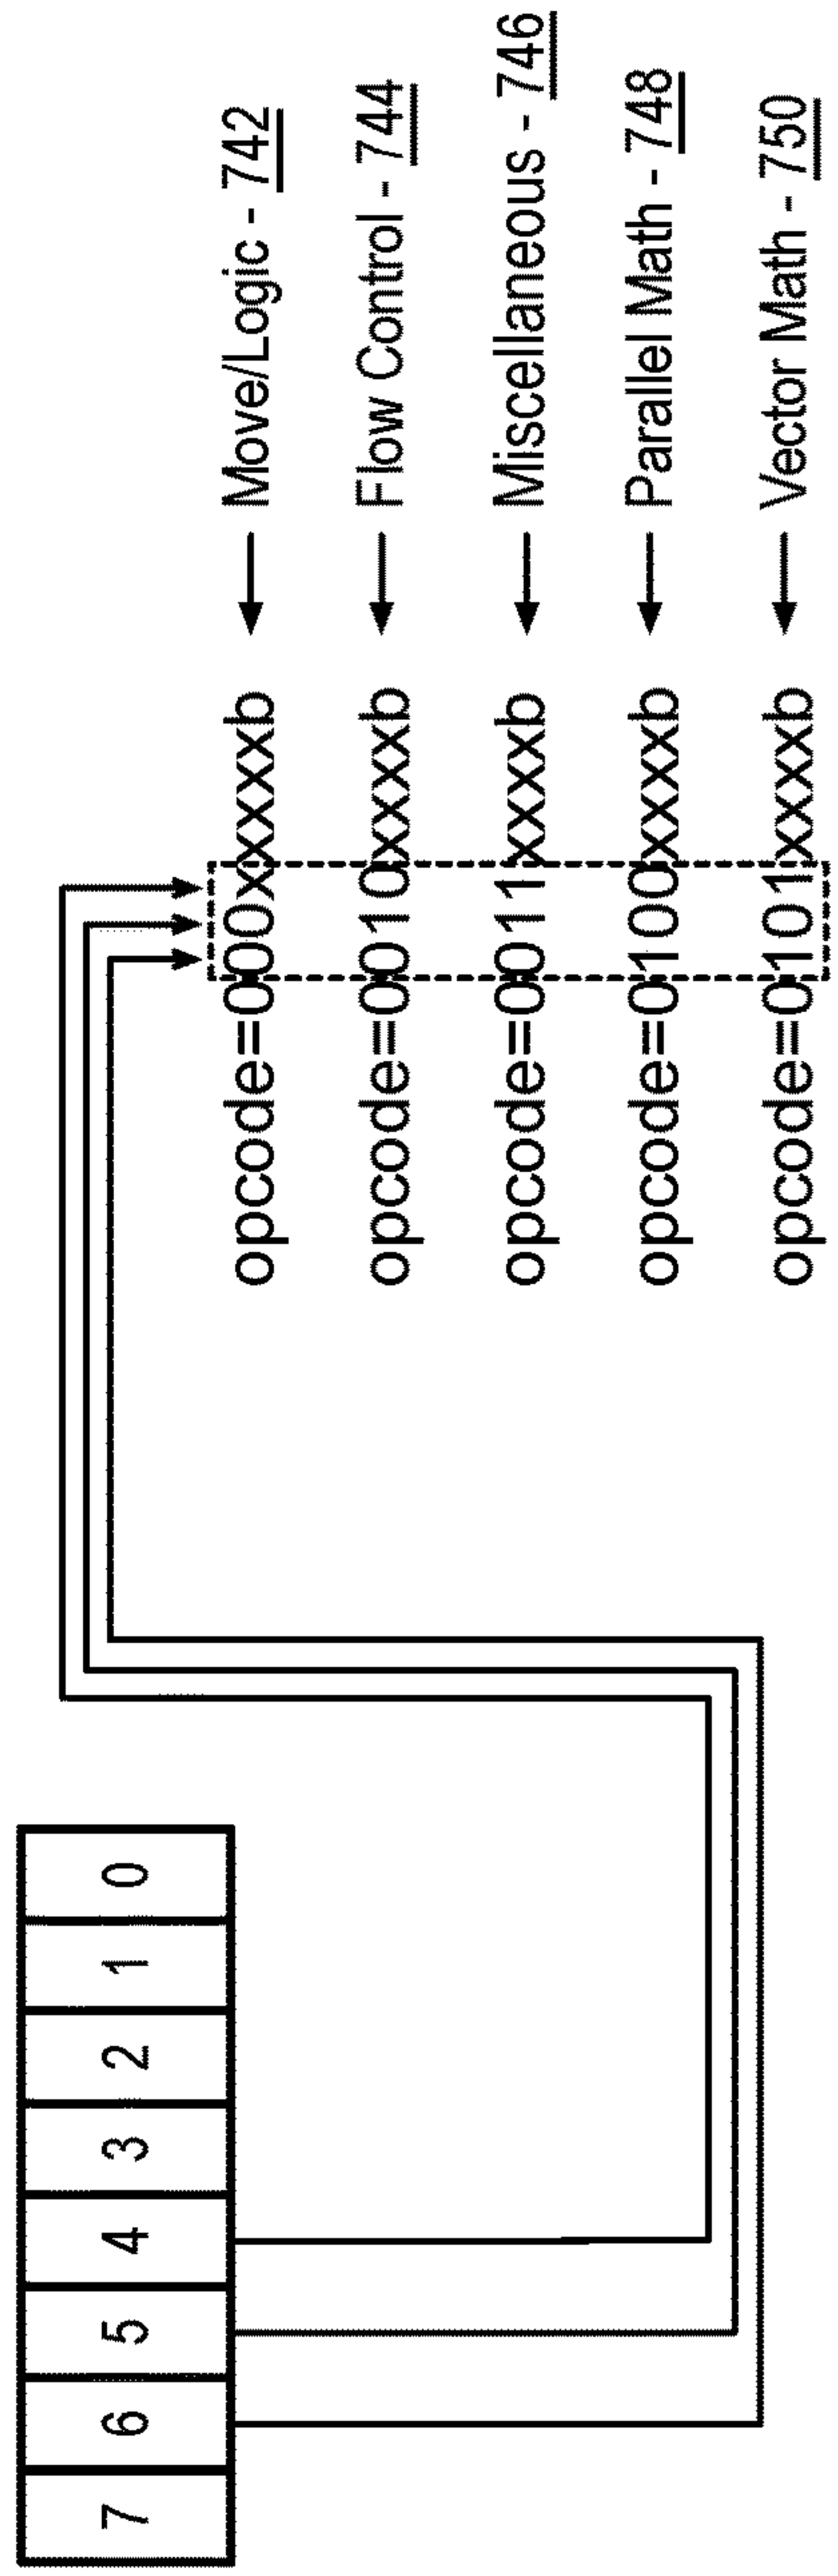 7 6 5 4 3 2 1 0
opcode=000xxxxxb ← Move/Logic - 742
opcode=0010xxxxb ← Flow Control - 744
opcode=0011xxxxb ← Miscellaneous - 746
opcode=0100xxxxb ← Parallel Math - 748
opcode=0101xxxxb ← Vector Math - 750